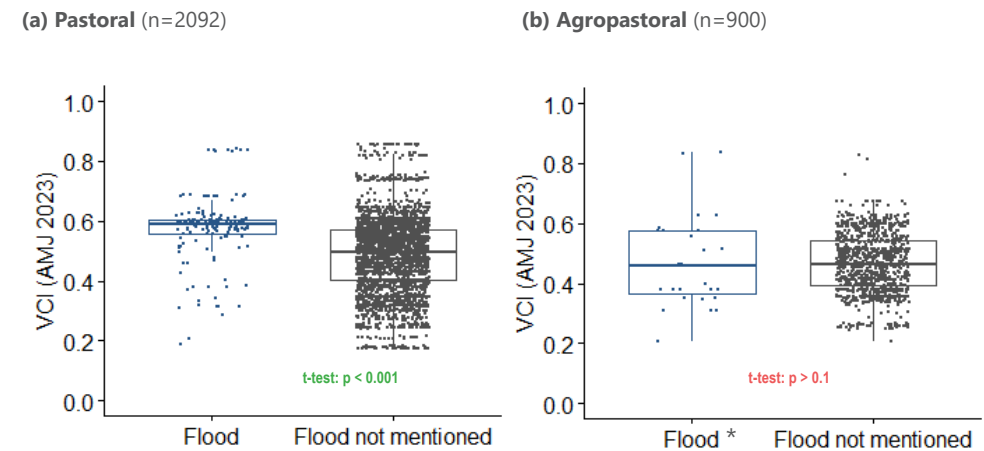 (a) Pastoral (n=2092)
VCI (AMJ 2023)
1.0
0.8
0.6
0.4
0.2
0.0
t-test: p < 0.001
Flood
Flood not mentioned
(b) Agropastoral (n=900)
VCI (AMJ 2023)
1.0
0.8
0.6
0.4
0.2
0.0
t-test: p > 0.1
Flood *
Flood not mentioned